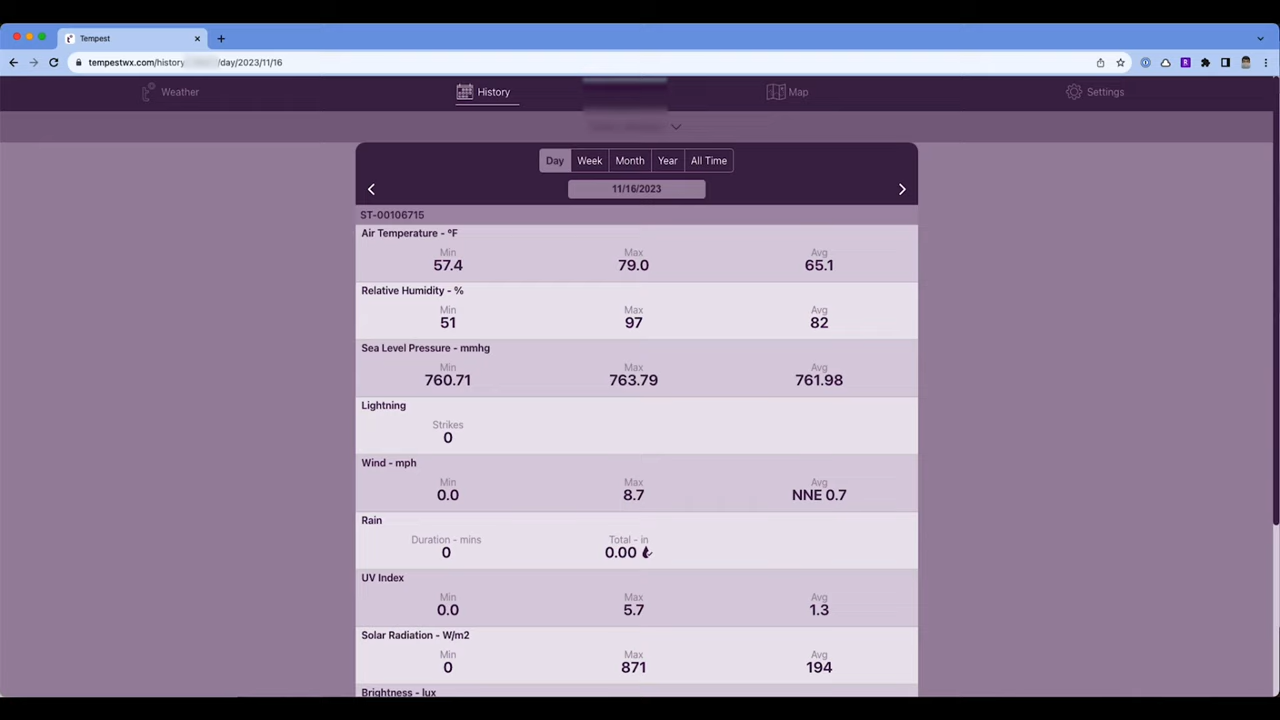 Tempest
tempestwx.com/history /day/2023/11/16
Weather History Map Settings
Day Week Month Year All Time
11/16/2023
ST-00106715
Air Temperature - °F
Min Max Avg
57.4 79.0 65.1
Relative Humidity - %
Min Max Avg
51 97 82
Sea Level Pressure - mmhg
Min Max Avg
760.71 763.79 761.98
Lightning
Strikes
0
Wind - mph
Min Max Avg
0.0 8.7 NNE 0.7
Rain
Duration - mins Total - in
0 0.00
UV Index
Min Max Avg
0.0 5.7 1.3
Solar Radiation - W/m2
Min Max Avg
0 871 194
Brightness - lux